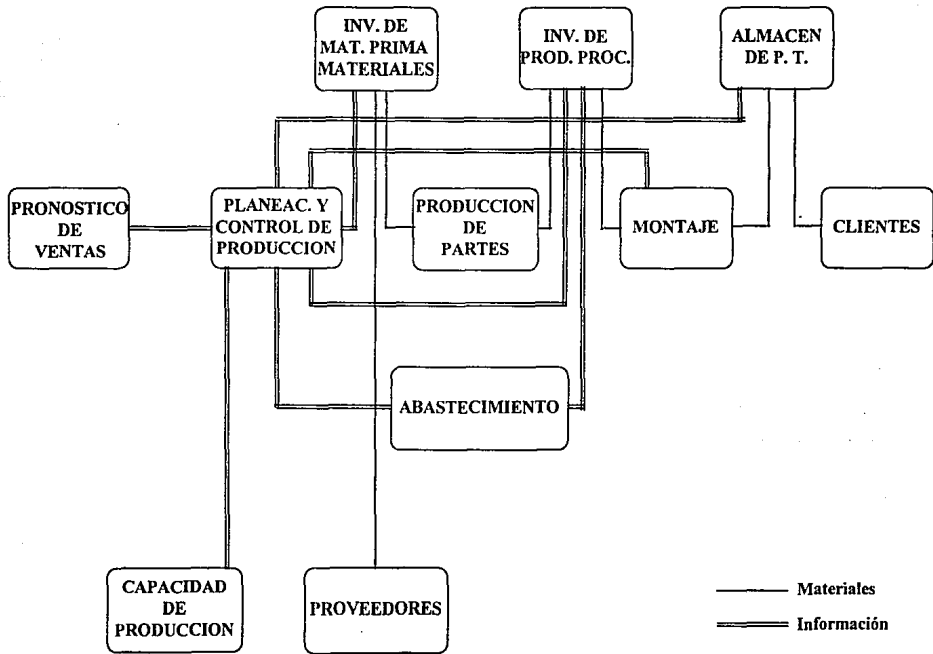 INV. DE
MAT. PRIMA
MATERIALES
INV. DE
PROD. PROC.
ALMACEN
DE P. T.
PRONOSTICO
DE
VENTAS
PLANEAC. Y
CONTROL DE
PRODUCCION
PRODUCCION
DE
PARTES
MONTAJE
CLIENTES
ABASTECIMIENTO
CAPACIDAD
DE
PRODUCCION
PROVEEDORES
Materiales
Información